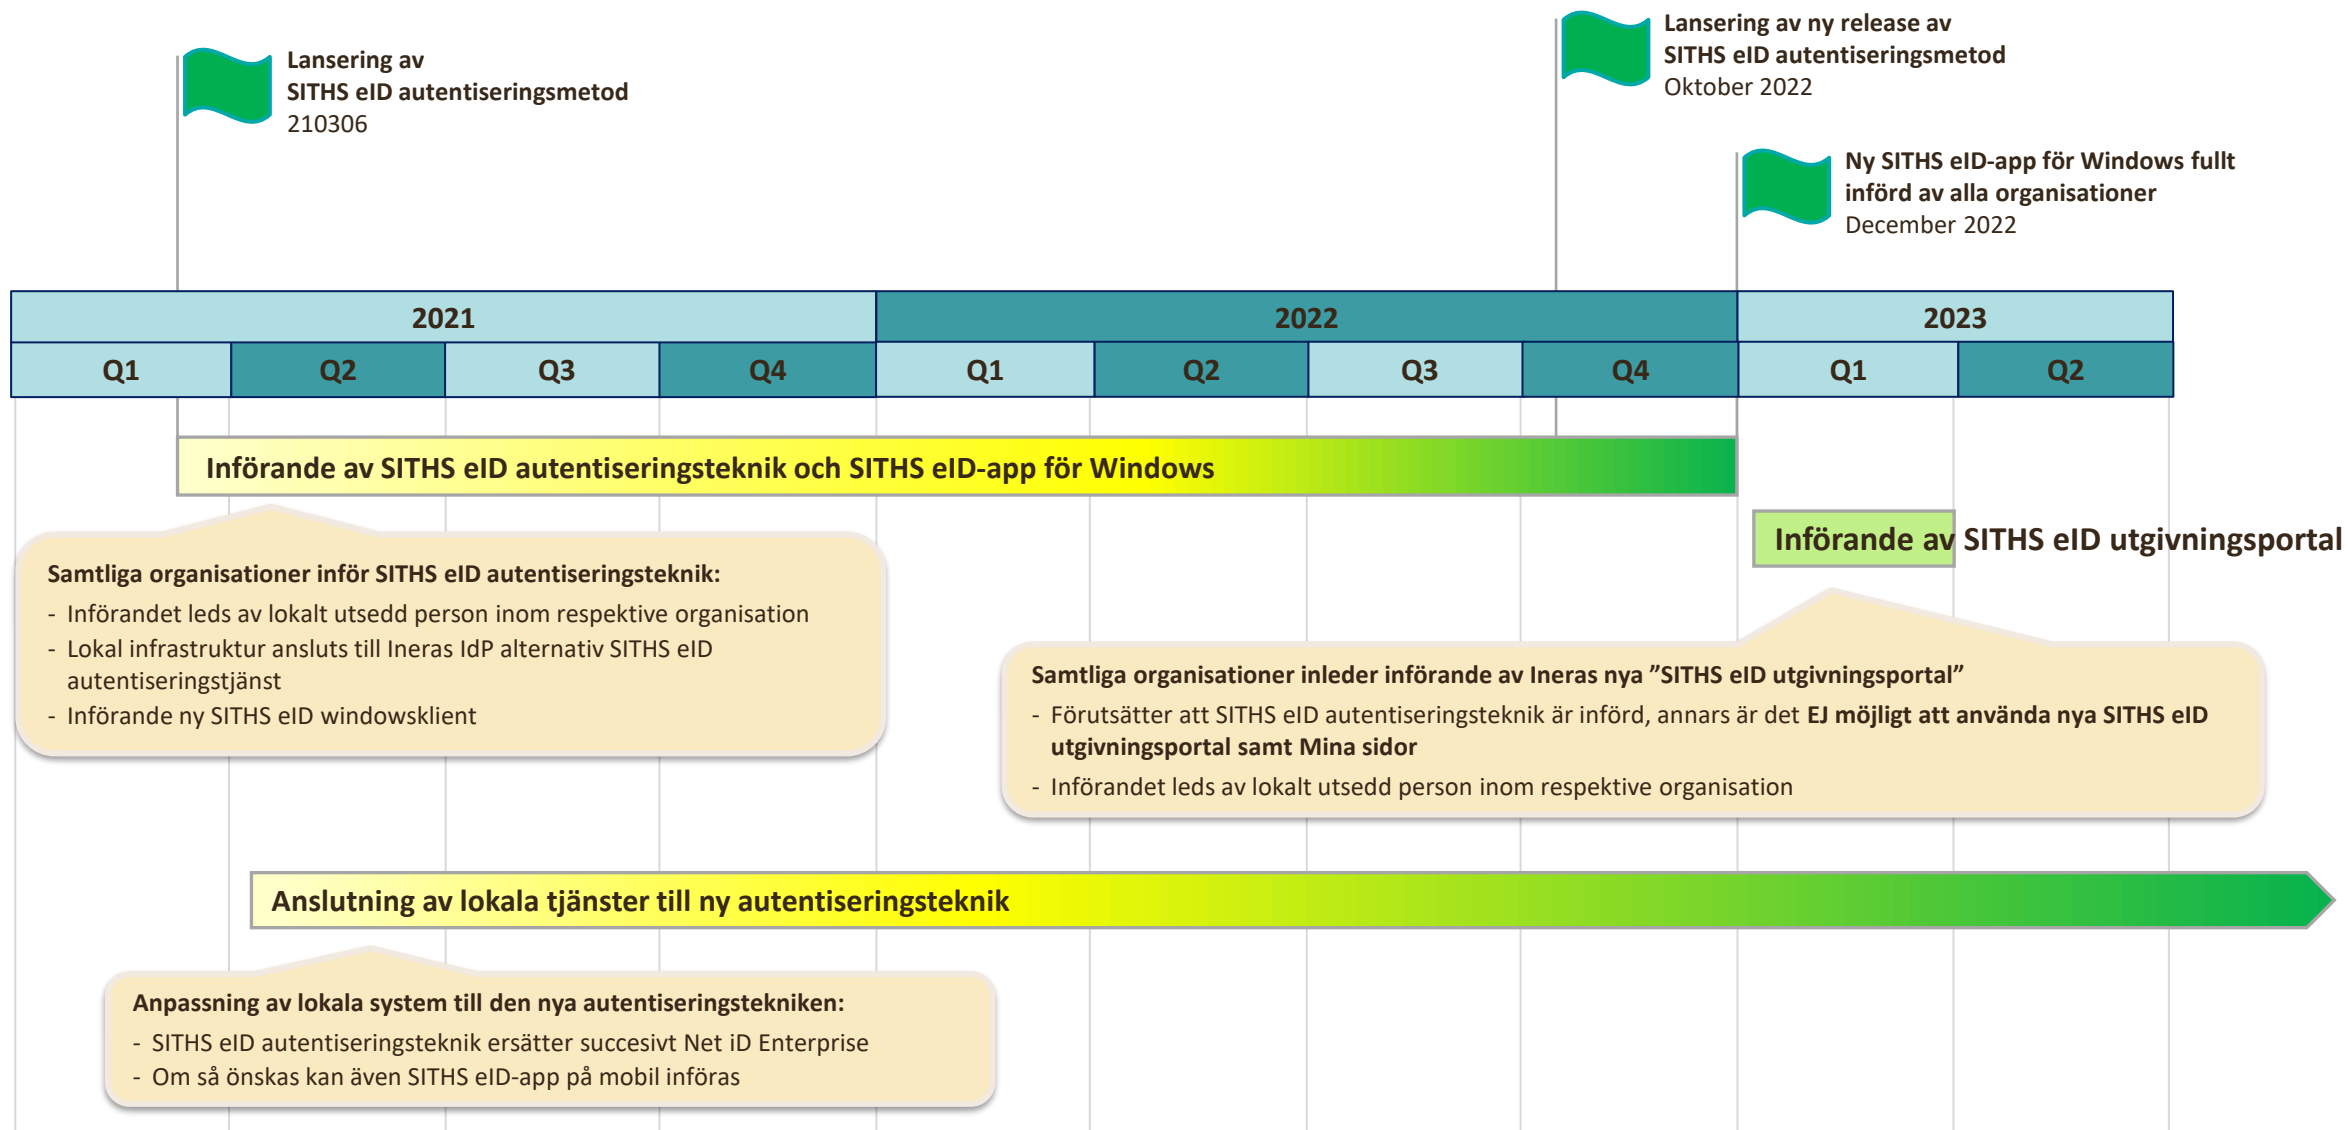 Lansering av
SITHS eID autentiseringsmetod
210306
Lansering av ny release av
SITHS eID autentiseringsmetod
Oktober 2022
Ny SITHS eID-app för Windows fullt
införd av alla organisationer
December 2022
2021 2022 2023
Q1 Q2 Q3 Q4 Q1 Q2 Q3 Q4 Q1 Q2
Införande av SITHS eID autentiseringsteknik och SITHS eID-app för Windows
Införande av SITHS eID utgivningsportal
Samtliga organisationer inför SITHS eID autentiseringsteknik:
- Införandet leds av lokalt utsedd person inom respektive organisation
- Lokal infrastruktur ansluts till Ineras IdP alternativ SITHS eID
autentiseringstjänst
- Införande ny SITHS eID windowsklient
Samtliga organisationer inleder införande av Ineras nya ”SITHS eID utgivningsportal”
- Förutsätter att SITHS eID autentiseringsteknik är införd, annars är det EJ möjligt att använda nya SITHS eID
utgivningsportal samt Mina sidor
- Införandet leds av lokalt utsedd person inom respektive organisation
Anslutning av lokala tjänster till ny autentiseringsteknik
Anpassning av lokala system till den nya autentiseringstekniken:
- SITHS eID autentiseringsteknik ersätter succesivt Net iD Enterprise
- Om så önskas kan även SITHS eID-app på mobil införas